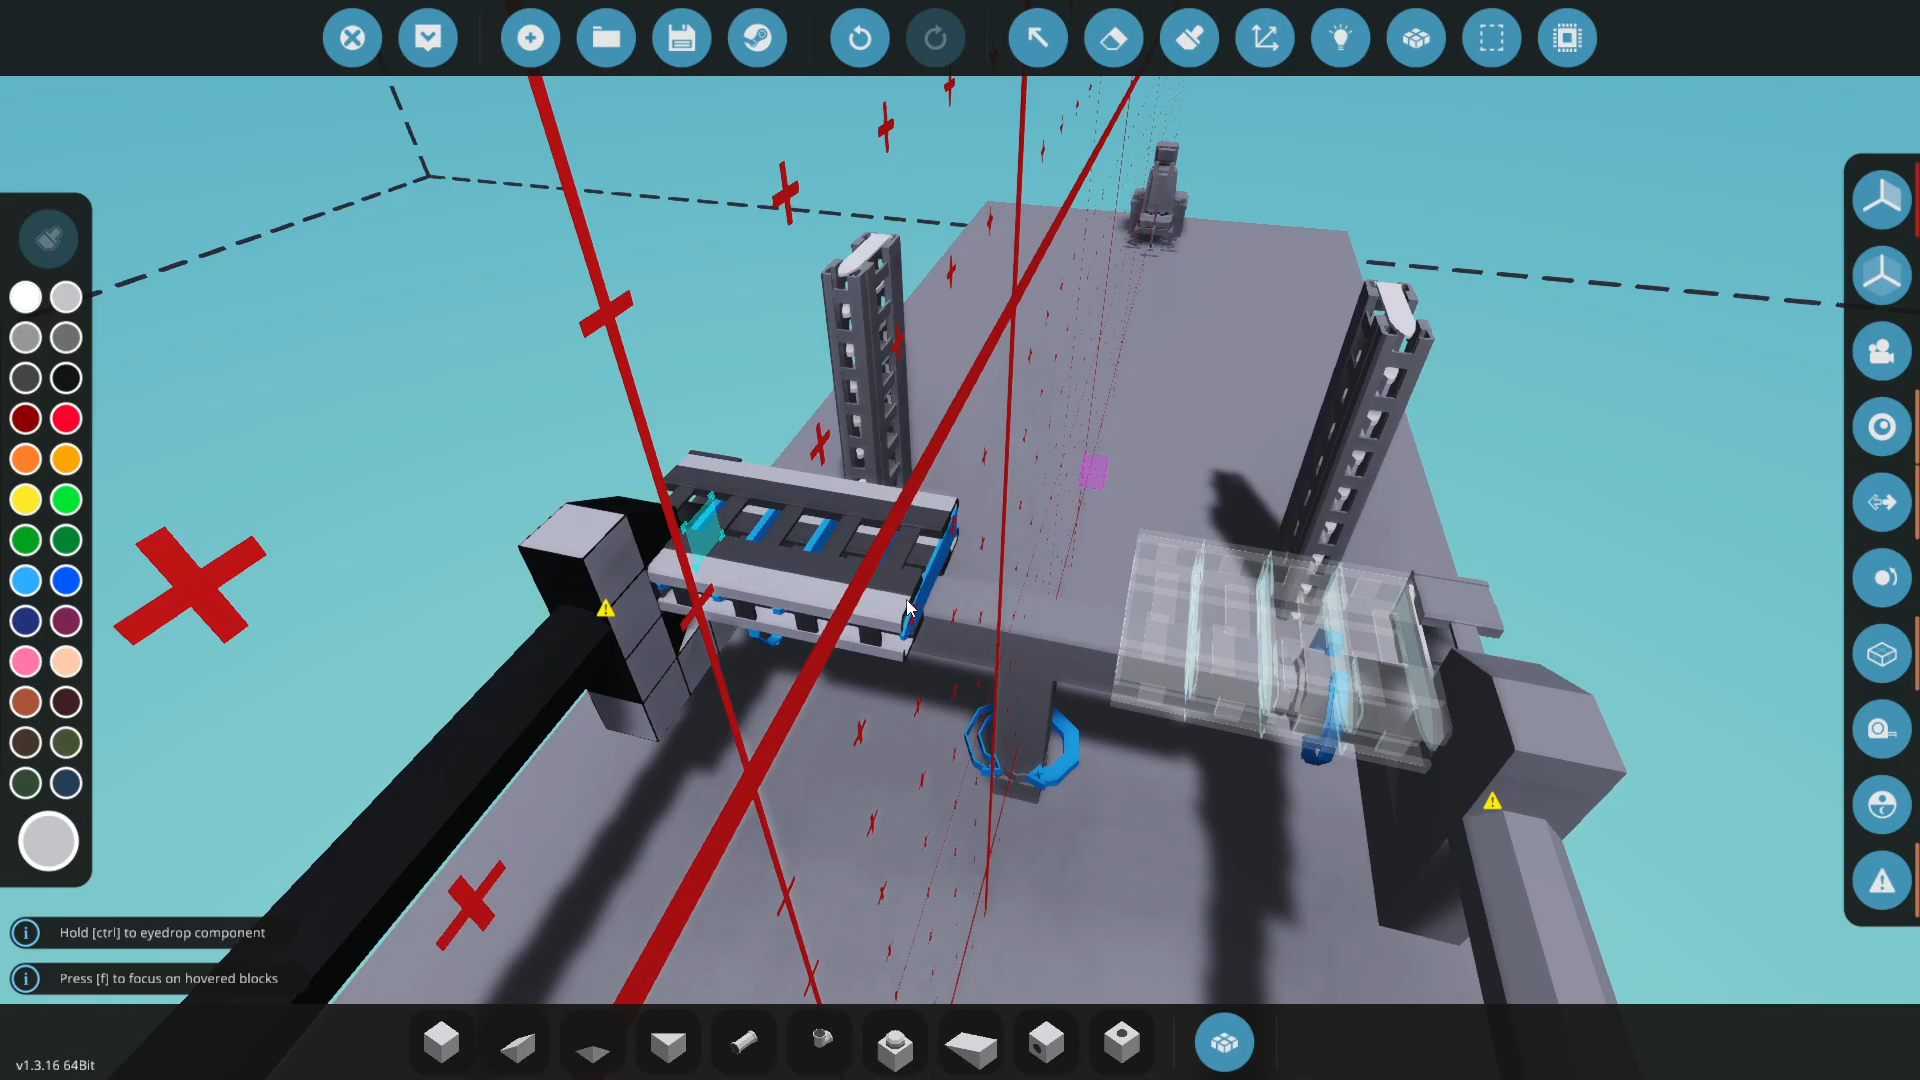 Hold [ctrl] to eyedrop component
Press [f] to focus on hovered blocks
v1.3.16 64Bit